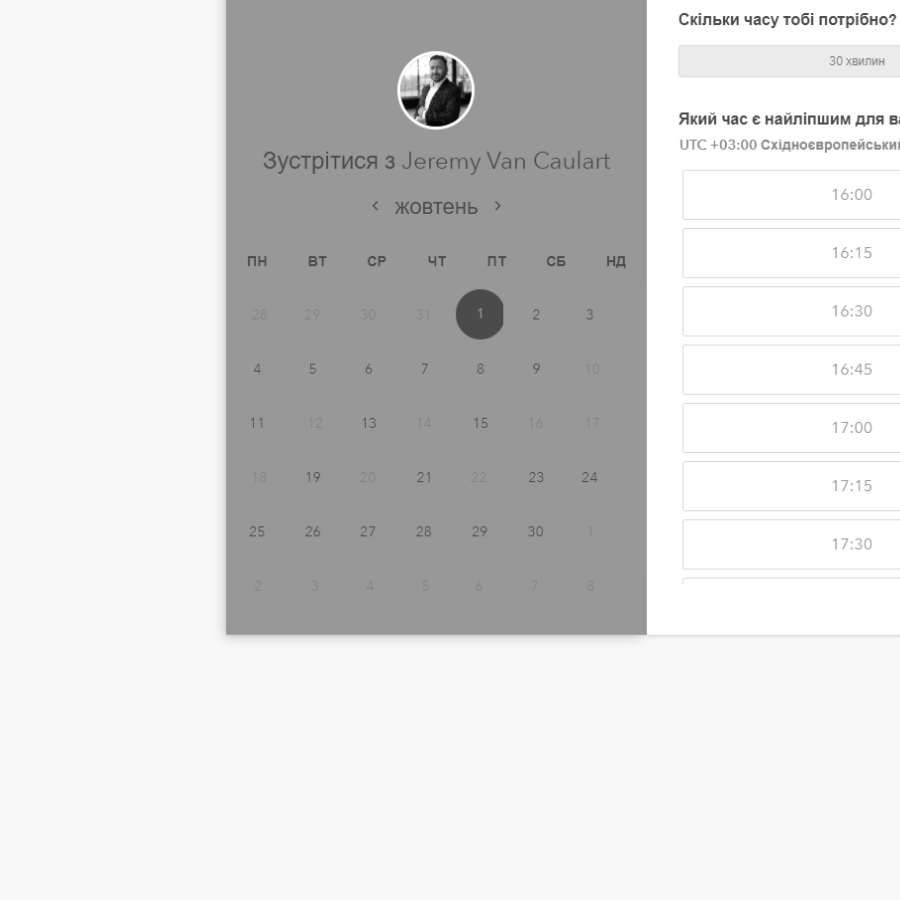 Зустрітися з Jeremy Van Caulart
‹ жовтень ›
ПН ВТ СР ЧТ ПТ СБ НД
28 29 30 31 1 2 3
4 5 6 7 8 9 10
11 12 13 14 15 16 17
18 19 20 21 22 23 24
25 26 27 28 29 30 1
2 3 4 5 6 7 8
Скільки часу тобі потрібно?
30 хвилин
Який час є найліпшим для ва
UTC +03:00 Східноєвропейський
16:00
16:15
16:30
16:45
17:00
17:15
17:30